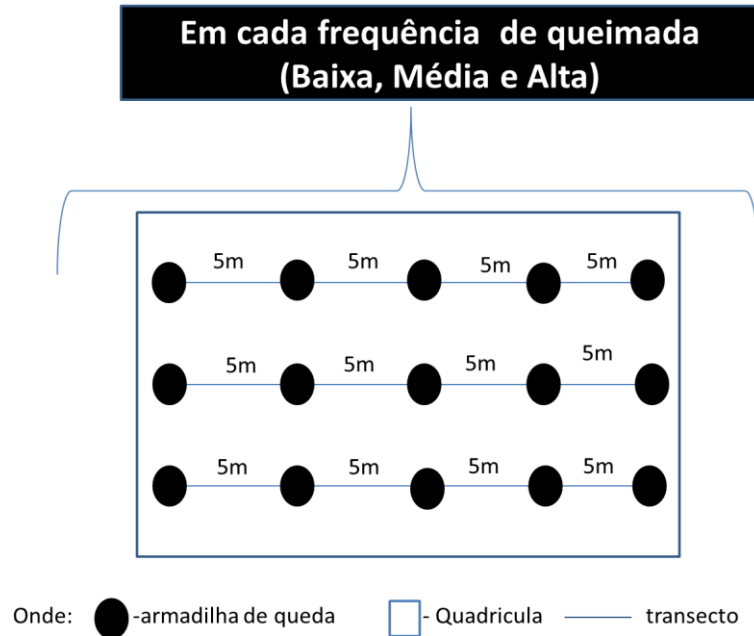 Em cada frequência de queimada
(Baixa, Média e Alta)
5m 5m 5m 5m
5m 5m 5m 5m
5m 5m 5m 5m
Onde: -armadilha de queda - Quadricula transecto